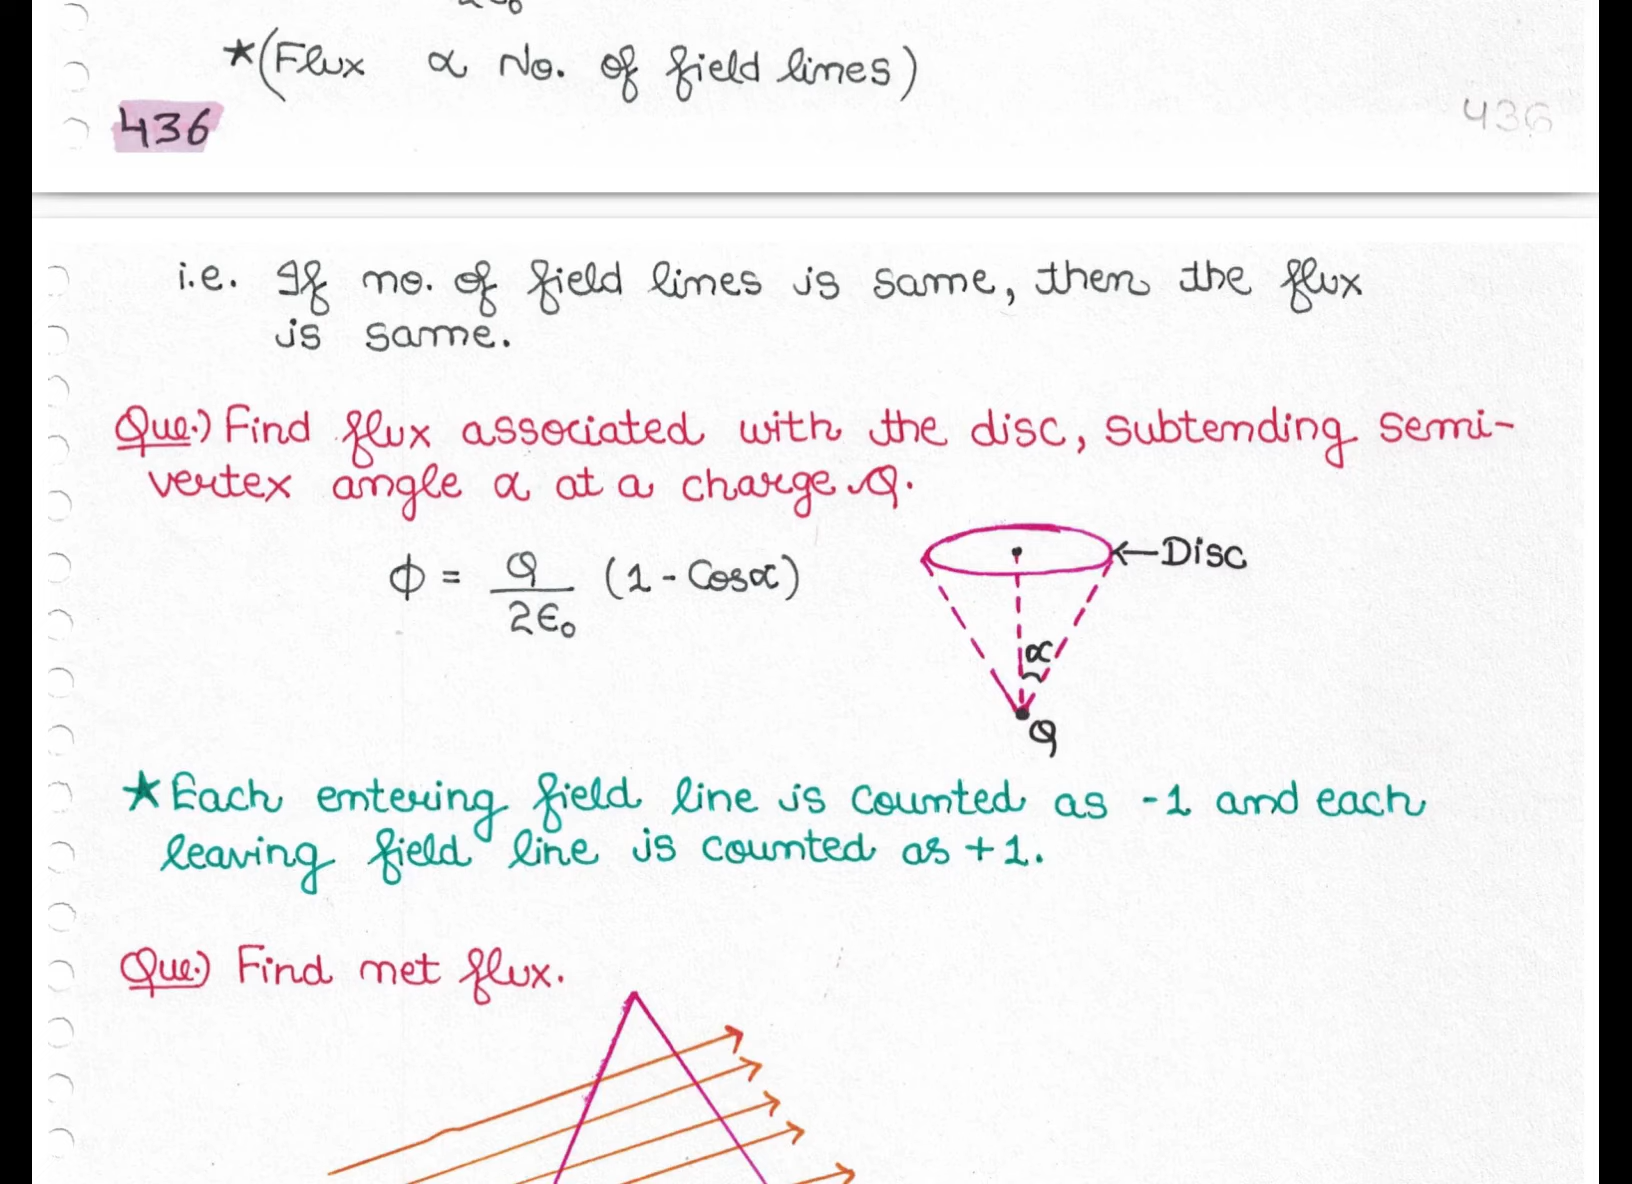 ★(Flux α No. of field lines)
436
436
i.e. If no. of field lines is same, then the flux
is same.
Que.) Find flux associated with the disc, subtending semi-
vertex angle α at a charge Q.
ϕ = Q/2ϵ₀ (1 - Cosα)
Disc
α
Q
★ Each entering field line is counted as -1 and each
leaving field line is counted as +1.
Que.) Find net flux.